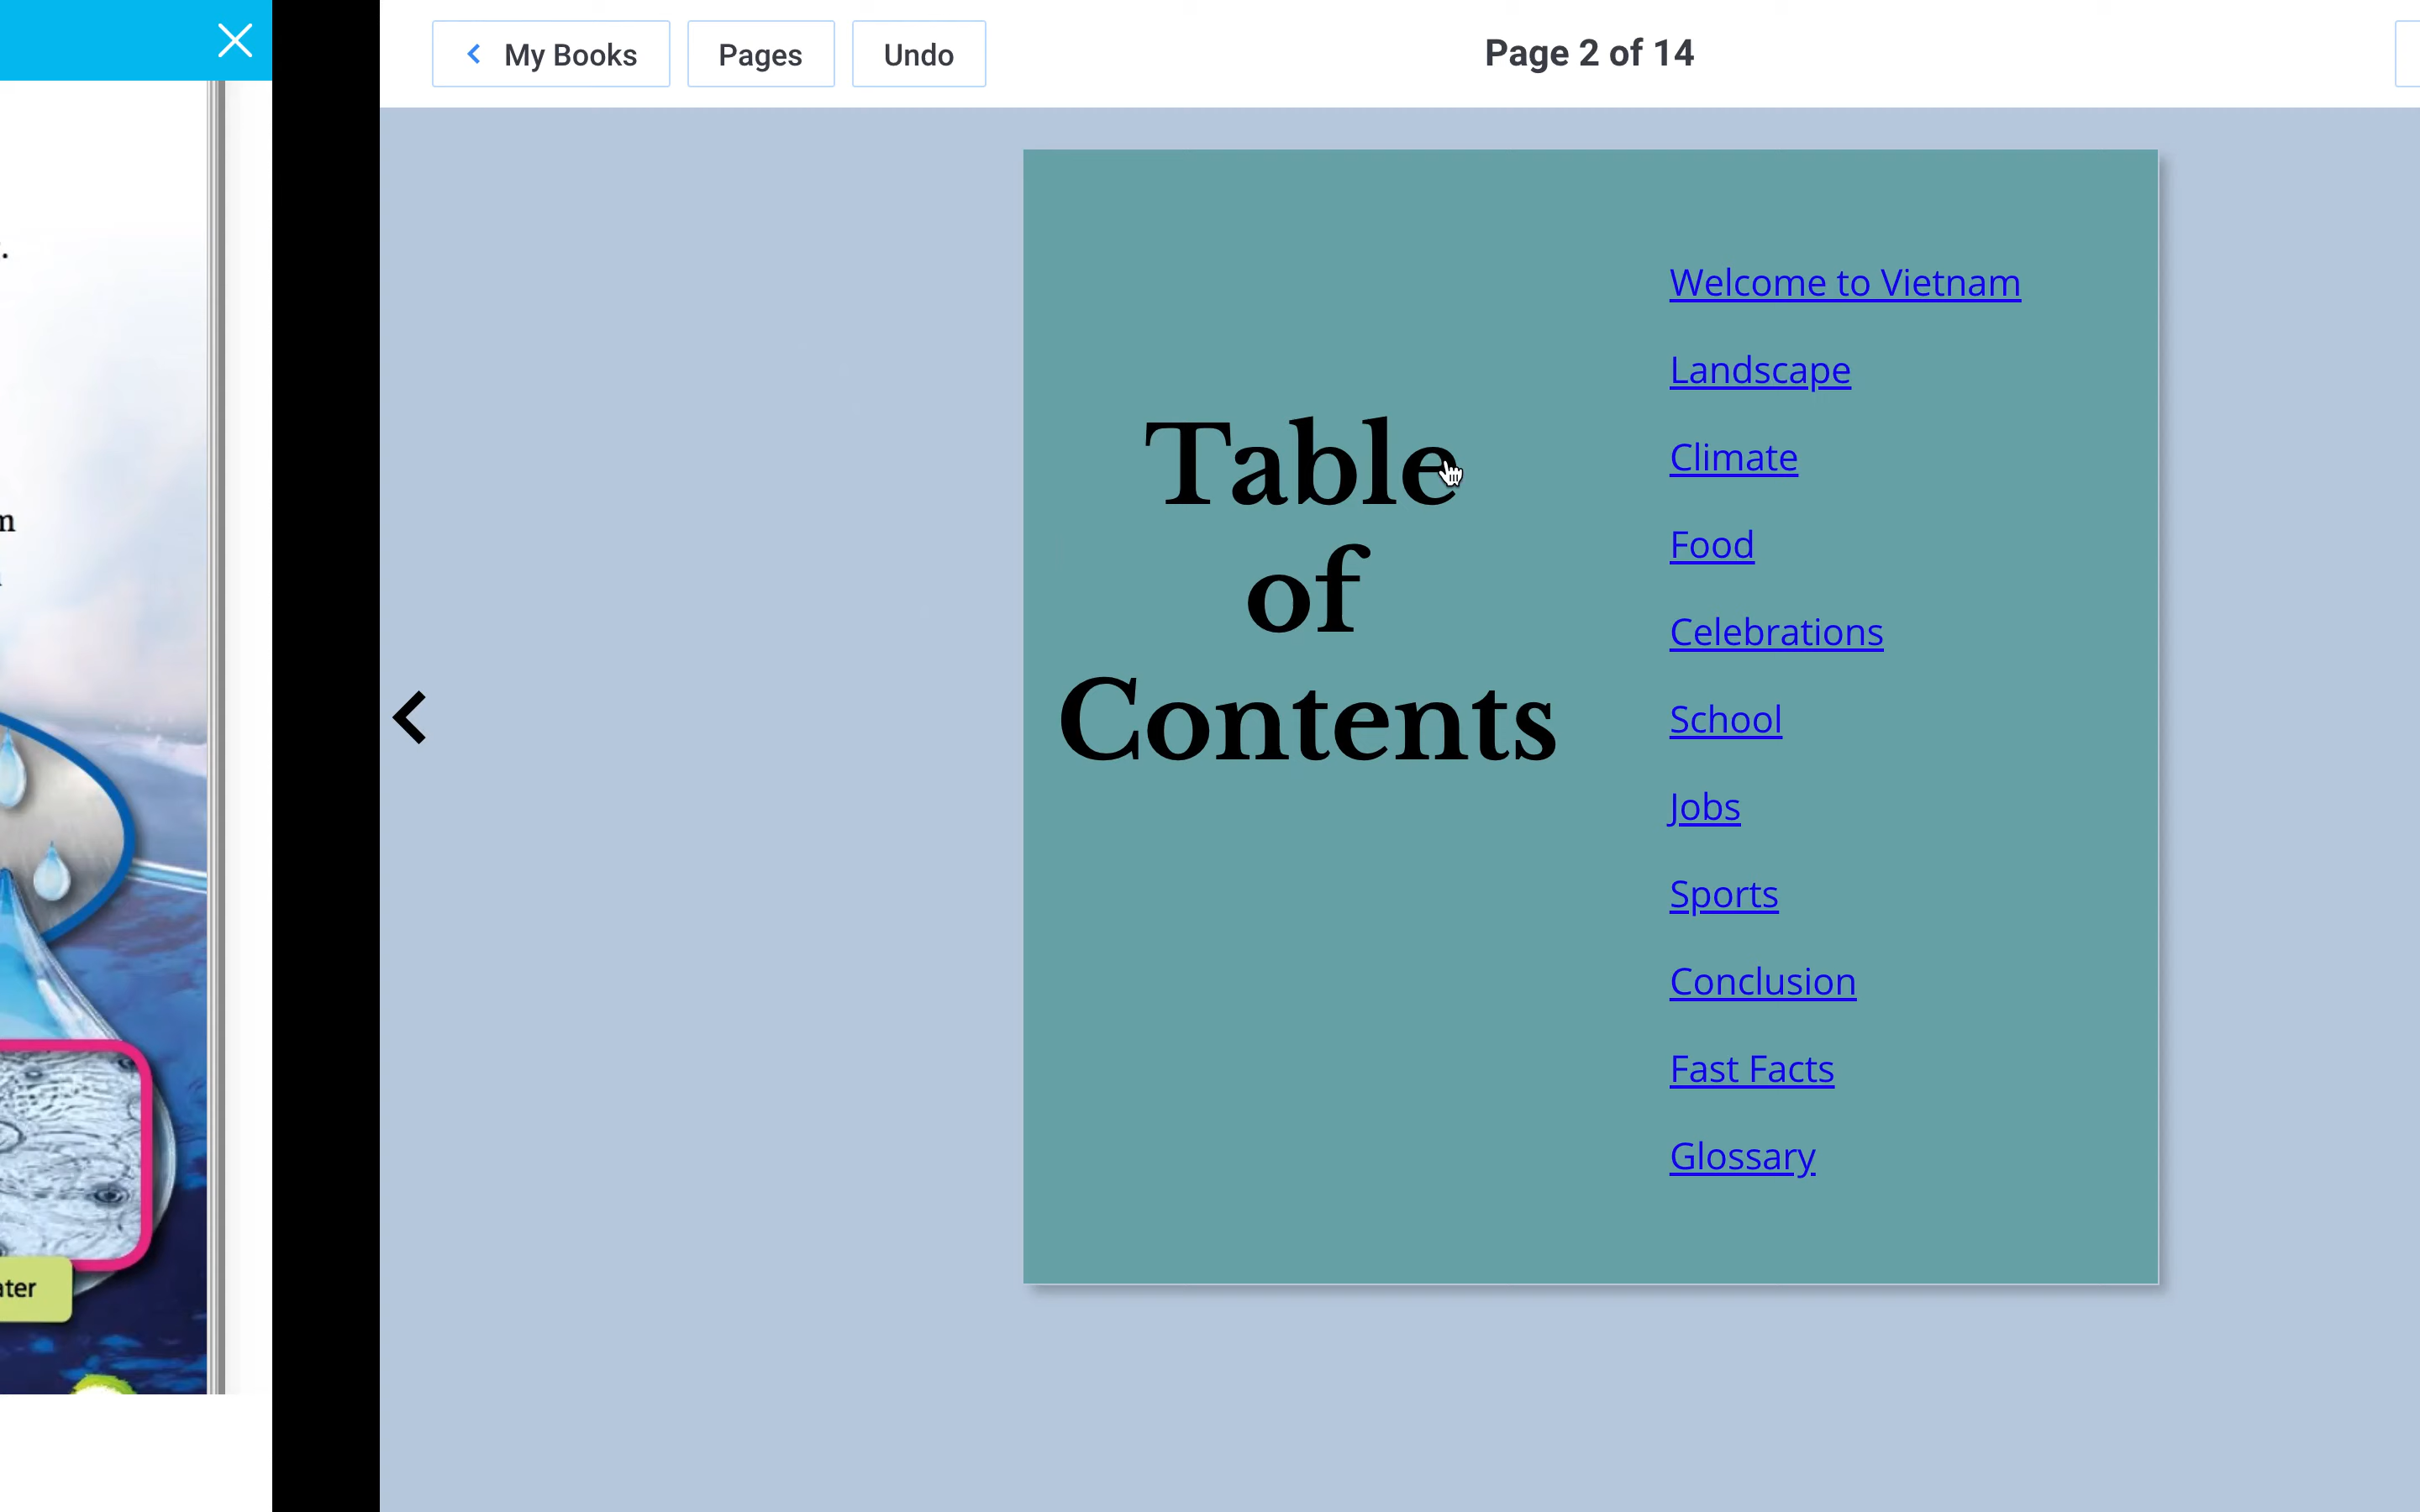 My Books
Pages
Undo
Page 2 of 14
Table
of
Contents
Welcome to Vietnam
Landscape
Climate
Food
Celebrations
School
Jobs
Sports
Conclusion
Fast Facts
Glossary